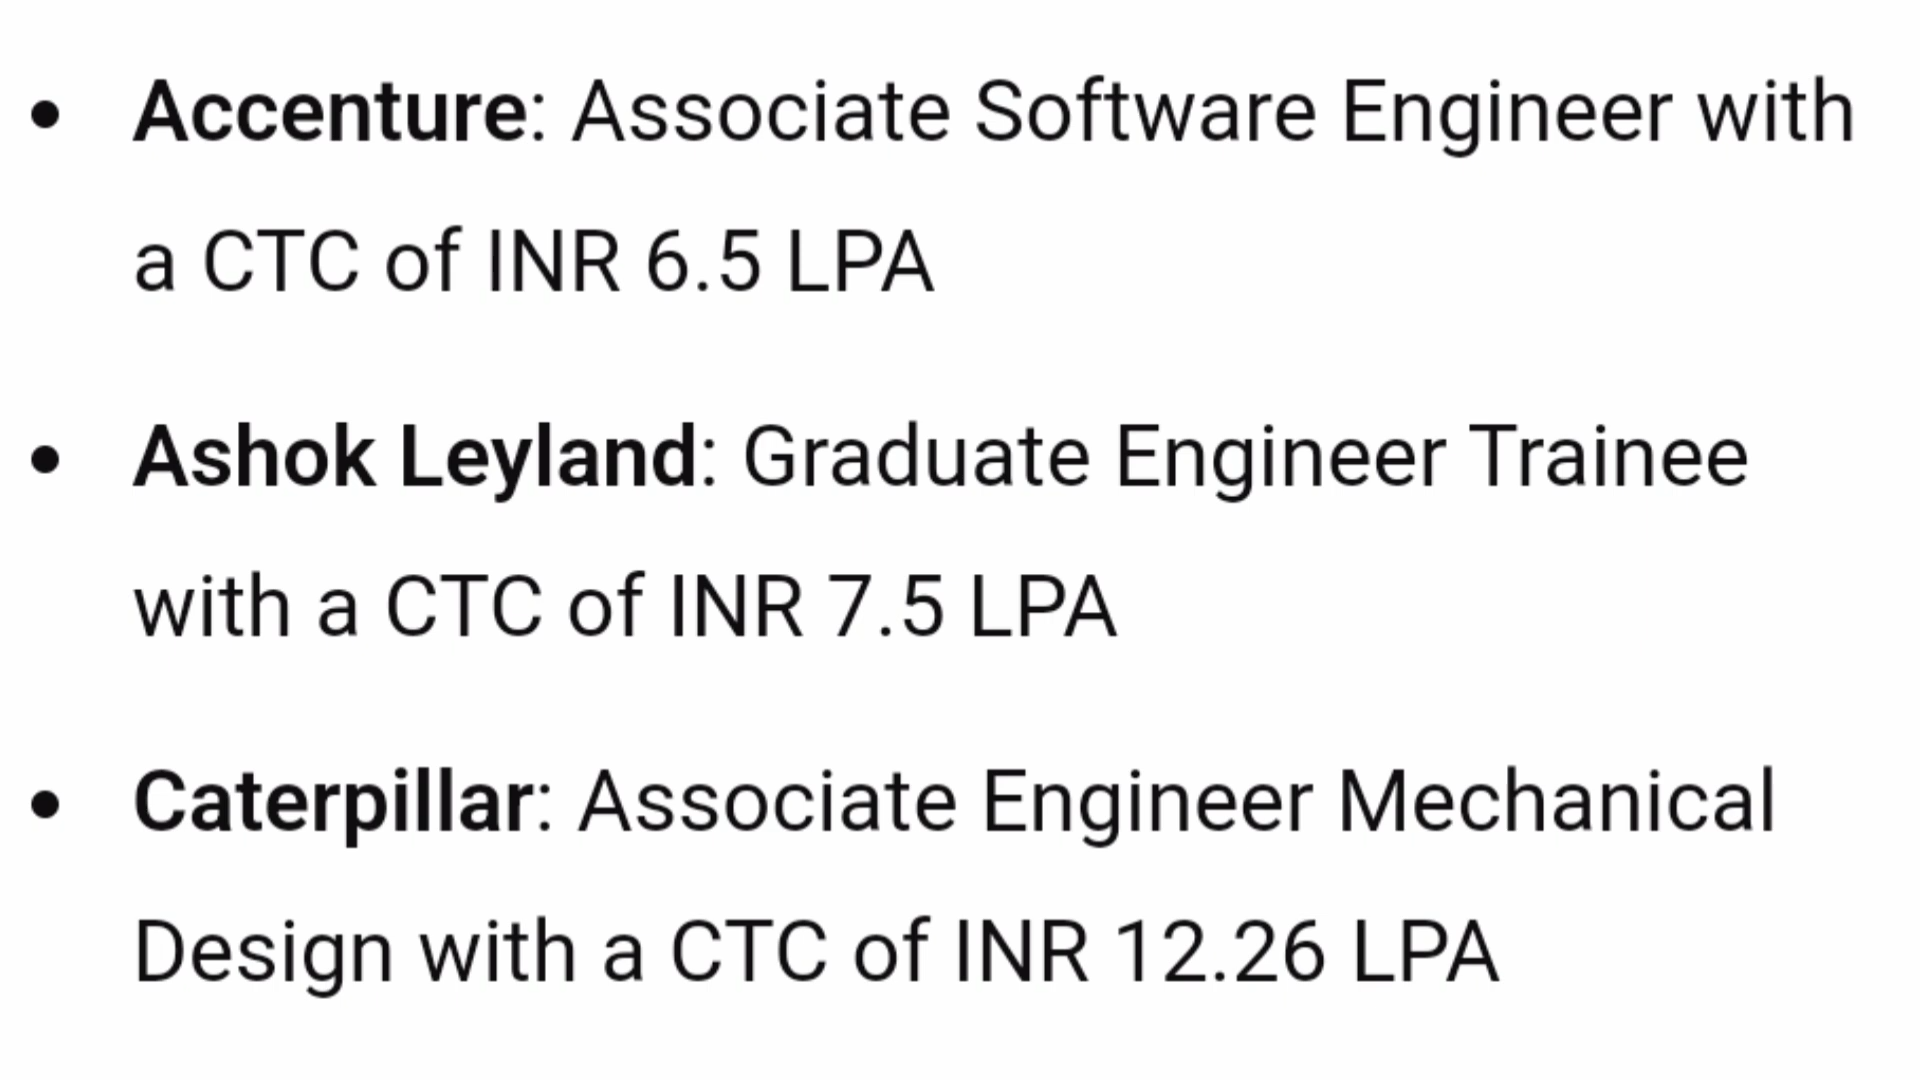 • Accenture: Associate Software Engineer with
a CTC of INR 6.5 LPA
• Ashok Leyland: Graduate Engineer Trainee
with a CTC of INR 7.5 LPA
• Caterpillar: Associate Engineer Mechanical
Design with a CTC of INR 12.26 LPA